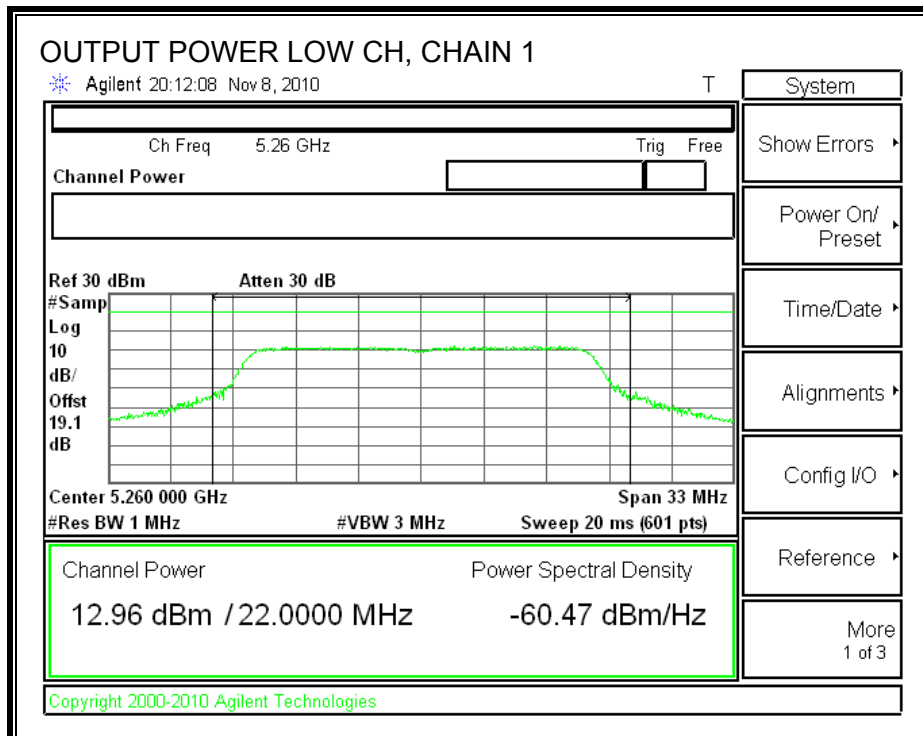 OUTPUT POWER LOW CH, CHAIN 1
Agilent 20:12:08 Nov 8, 2010 T
System
Ch Freq 5.26 GHz Trig Free
Channel Power
Show Errors
Power On/
Preset
Time/Date
Alignments
Config I/O
Reference
More
1 of 3
Ref 30 dBm Atten 30 dB
#Samp
Log
10
dB/
Offst
19.1
dB
Center 5.260 000 GHz Span 33 MHz
#Res BW 1 MHz #VBW 3 MHz Sweep 20 ms (601 pts)
Channel Power Power Spectral Density
12.96 dBm / 22.0000 MHz -60.47 dBm/Hz
Copyright 2000-2010 Agilent Technologies